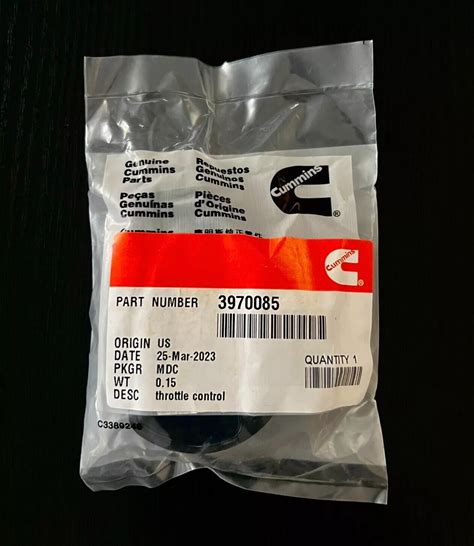 Genuine
Cummins
Parts
Repuestos
Genuinos
Cummins
Peças
Genuínas
Cummins
Pièces
d'Origine
Cummins
Cummins
®
Cummins
®
PART NUMBER 3970085
ORIGIN US
DATE 25-Mar-2023
PKGR MDC
WT 0.15
DESC throttle control
QUANTITY 1